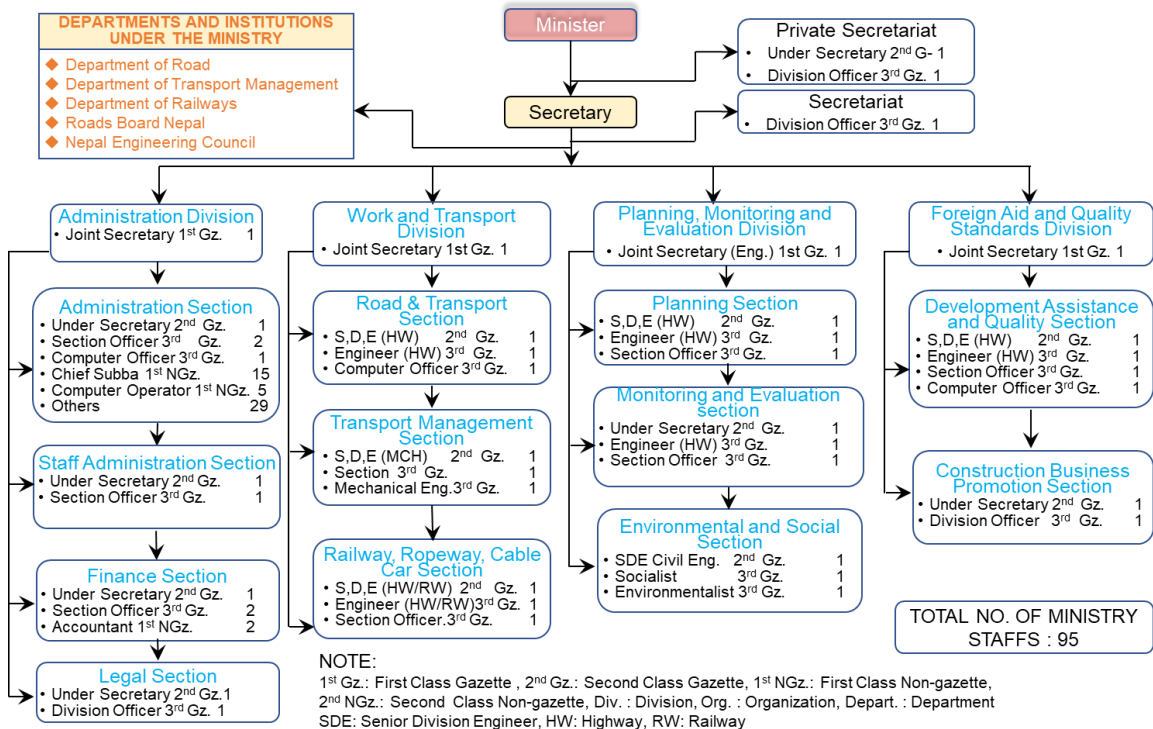 DEPARTMENTS AND INSTITUTIONS
UNDER THE MINISTRY
◆ Department of Road
◆ Department of Transport Management
◆ Department of Railways
◆ Roads Board Nepal
◆ Nepal Engineering Council
Minister
Secretary
Private Secretariat
• Under Secretary 2nd G- 1
• Division Officer 3rd Gz. 1
Secretariat
• Division Officer 3rd Gz. 1
Administration Division
• Joint Secretary 1st Gz. 1
Administration Section
• Under Secretary 2nd Gz. 1
• Section Officer 3rd Gz. 2
• Computer Officer 3rd Gz. 1
• Chief Subba 1st NGz. 15
• Computer Operator 1st NGz. 5
• Others 29
Staff Administration Section
• Under Secretary 2nd Gz. 1
• Section Officer 3rd Gz. 1
Finance Section
• Under Secretary 2nd Gz. 1
• Section Officer 3rd Gz. 2
• Accountant 1st NGz. 2
Legal Section
• Under Secretary 2nd Gz.1
• Division Officer 3rd Gz. 1
Work and Transport
Division
• Joint Secretary 1st Gz. 1
Road & Transport
Section
• S,D,E (HW) 2nd Gz. 1
• Engineer (HW) 3rd Gz. 1
• Computer Officer 3rd Gz. 1
Transport Management
Section
• S,D,E (MCH) 2nd Gz. 1
• Section 3rd Gz. 1
• Mechanical Eng.3rd Gz. 1
Railway, Ropeway, Cable
Car Section
• S,D,E (HW/RW) 2nd Gz. 1
• Engineer (HW/RW)3rd Gz. 1
• Section Officer.3rd Gz. 1
Planning, Monitoring and
Evaluation Division
• Joint Secretary (Eng.) 1st Gz. 1
Planning Section
• S,D,E (HW) 2nd Gz. 1
• Engineer (HW) 3rd Gz. 1
• Section Officer 3rd Gz. 1
Monitoring and Evaluation
section
• Under Secretary 2nd Gz. 1
• Engineer (HW) 3rd Gz. 1
• Section Officer 3rd Gz. 1
Environmental and Social
Section
• SDE Civil Eng. 2nd Gz. 1
• Socialist 3rd Gz. 1
• Environmentalist 3rd Gz. 1
Foreign Aid and Quality
Standards Division
• Joint Secretary 1st Gz. 1
Development Assistance
and Quality Section
• S,D,E (HW) 2nd Gz. 1
• Engineer (HW) 3rd Gz. 1
• Section Officer 3rd Gz. 1
• Computer Officer 3rd Gz. 1
Construction Business
Promotion Section
• Under Secretary 2nd Gz. 1
• Division Officer 3rd Gz. 1
TOTAL NO. OF MINISTRY
STAFFS : 95
NOTE:
1st Gz.: First Class Gazette , 2nd Gz.: Second Class Gazette, 1st NGz.: First Class Non-gazette,
2nd NGz.: Second Class Non-gazette, Div. : Division, Org. : Organization, Depart. : Department
SDE: Senior Division Engineer, HW: Highway, RW: Railway